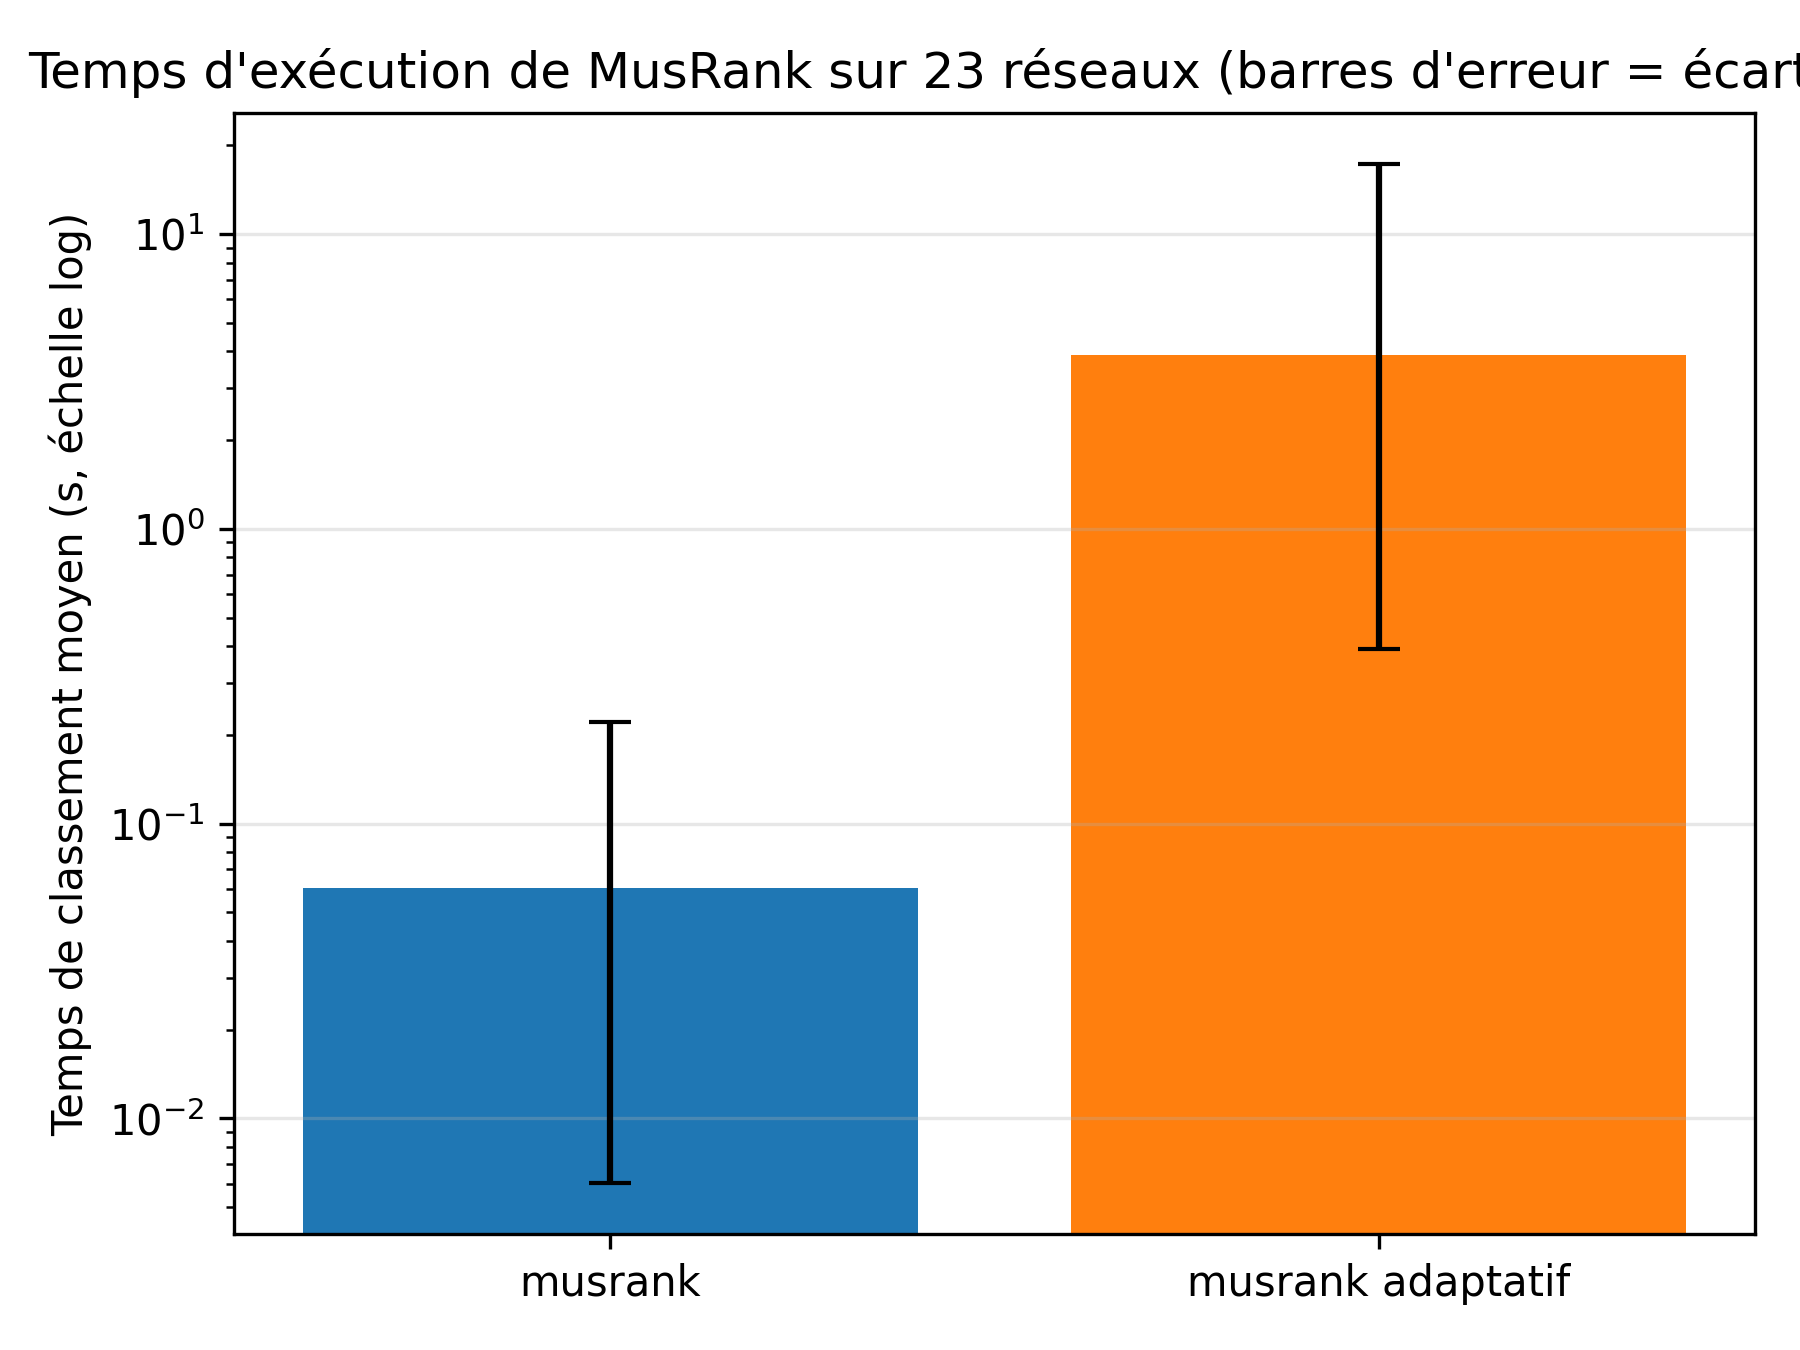 Temps d'exécution de MusRank sur 23 réseaux (barres d'erreur = écart
Temps de classement moyen (s, échelle log)
10¹
10⁰
10⁻¹
10⁻²
musrank
musrank adaptatif